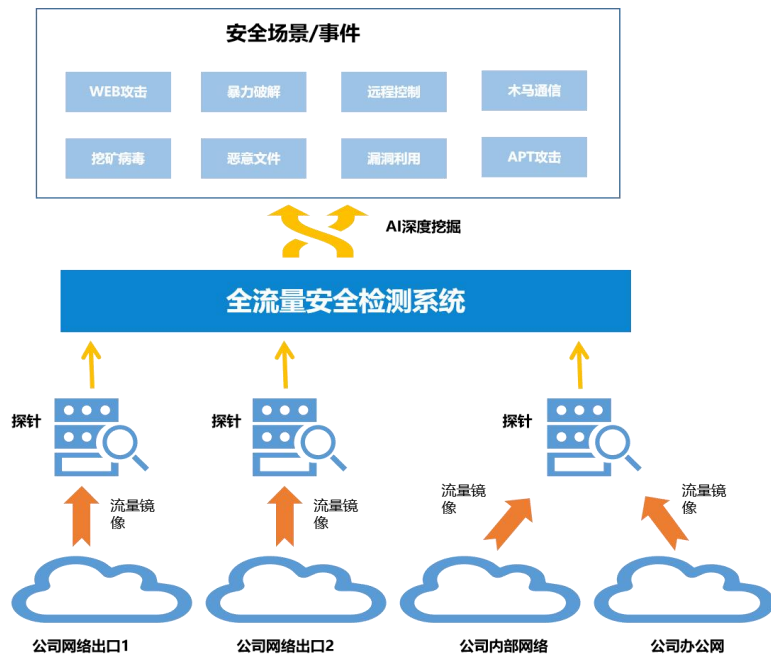 安全场景/事件
WEB攻击
暴力破解
远程控制
木马通信
挖矿病毒
恶意文件
漏洞利用
APT攻击
AI深度挖掘
全流量安全检测系统
探针
探针
探针
流量镜
像
流量镜
像
流量镜
像
流量镜
像
公司网络出口1
公司网络出口2
公司内部网络
公司办公网